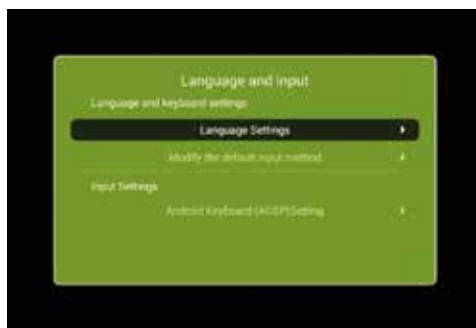 Language and input
Language and keyboard settings
Language Settings
Modify the default input method
Input Settings
Android Keyboard (AOSP)Setting